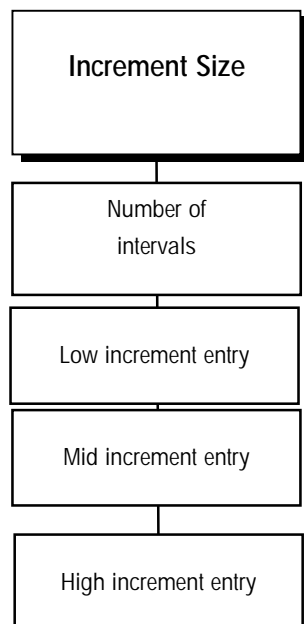 Increment Size
Number of
intervals
Low increment entry
Mid increment entry
High increment entry